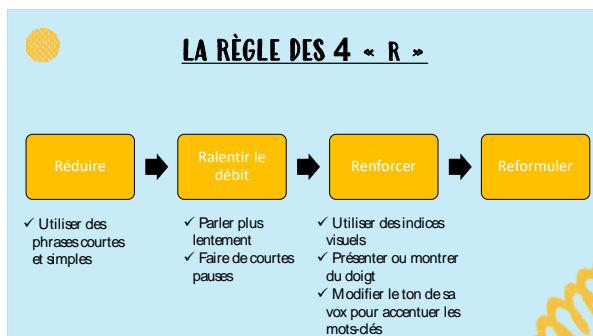 LA RÈGLE DES 4 « R »
Réduire
Ralentir le
débit
Renforcer
Reformuler
✓ Utiliser des
phrases courtes
et simples
✓ Parler plus
lentement
✓ Faire de courtes
pauses
✓ Utiliser des indices
visuels
✓ Présenter ou montrer
du doigt
✓ Modifier le ton de sa
vox pour accentuer les
mots-clés